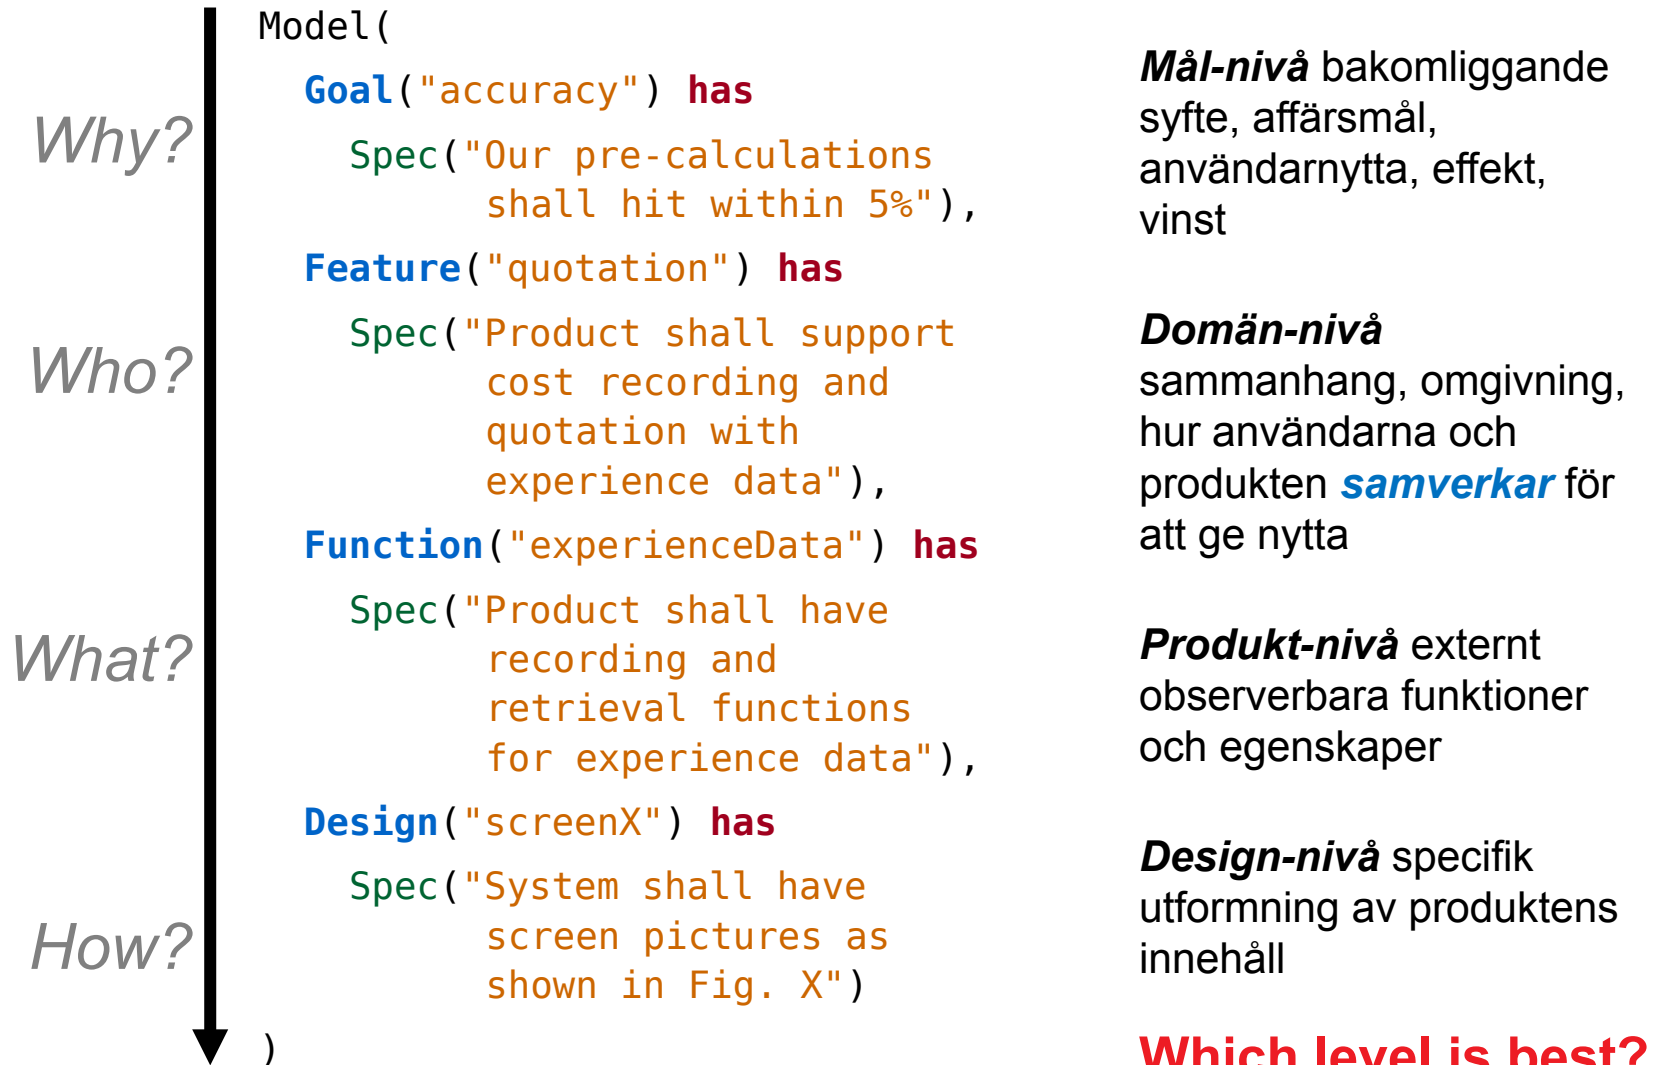 Why?
Who?
What?
How?
Model(
Goal("accuracy") has
Spec("Our pre-calculations
shall hit within 5%"),
Feature("quotation") has
Spec("Product shall support
cost recording and
quotation with
experience data"),
Function("experienceData") has
Spec("Product shall have
recording and
retrieval functions
for experience data"),
Design("screenX") has
Spec("System shall have
screen pictures as
shown in Fig. X")
)
Mål-nivå bakomliggande
syfte, affärsmål,
användarnytta, effekt,
vinst
Domän-nivå
sammanhang, omgivning,
hur användarna och
produkten samverkar för
att ge nytta
Produkt-nivå externt
observerbara funktioner
och egenskaper
Design-nivå specifik
utformning av produktens
innehåll
Which level is best?